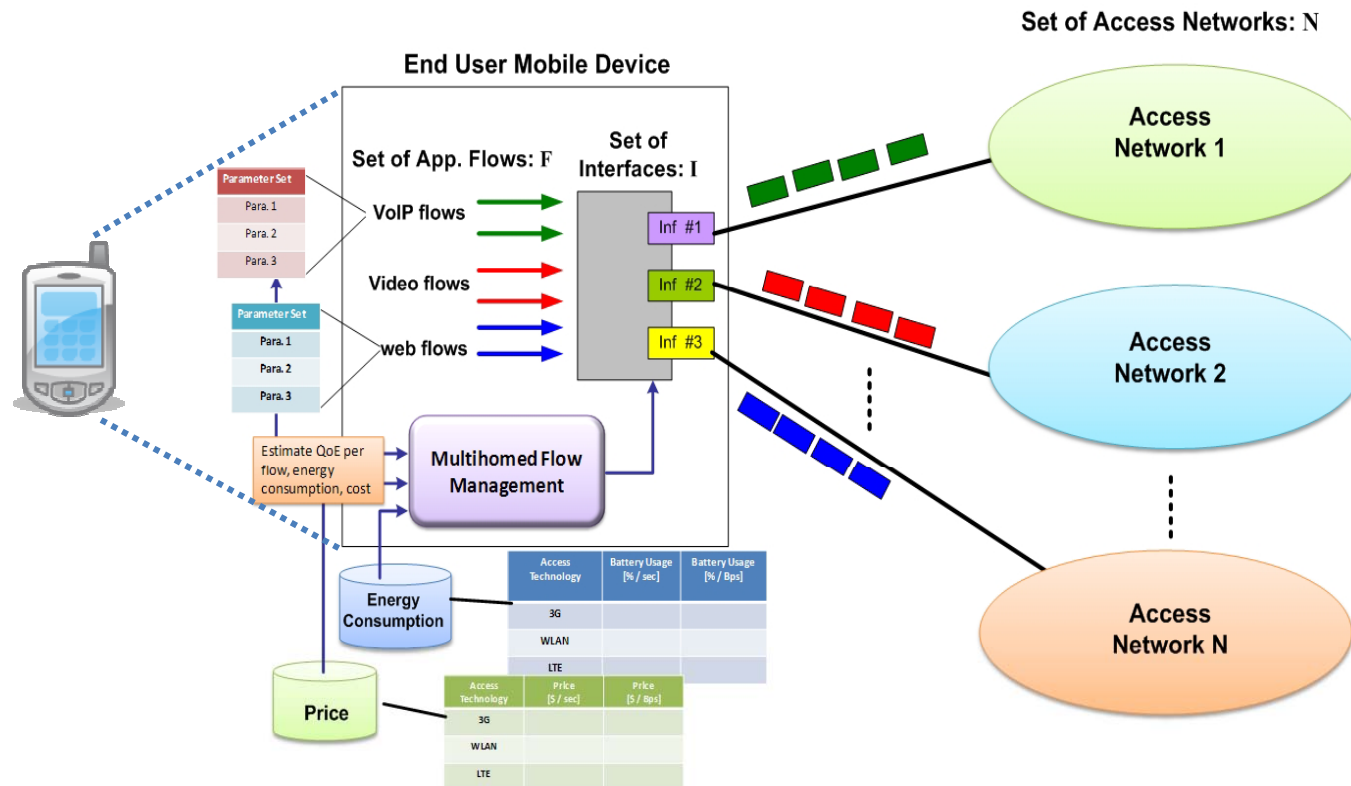 Set of Access Networks: N
End User Mobile Device
Access
Network 1
Set of App. Flows: F
Set of
Interfaces: I
Parameter Set
Para. 1
Para. 2
Para. 3
VoIP flows
Inf #1
Video flows
Inf #2
Parameter Set
Para. 1
Para. 2
Para. 3
web flows
Inf #3
Access
Network 2
Estimate QoE per
flow, energy
consumption, cost
Multihomed Flow
Management
Energy
Consumption
Access
Technology
Battery Usage
[% / sec]
Battery Usage
[% / Bps]
3G
WLAN
LTE
Access
Network N
Price
Access
Technology
Price
[$ / sec]
Price
[$ / Bps]
3G
WLAN
LTE